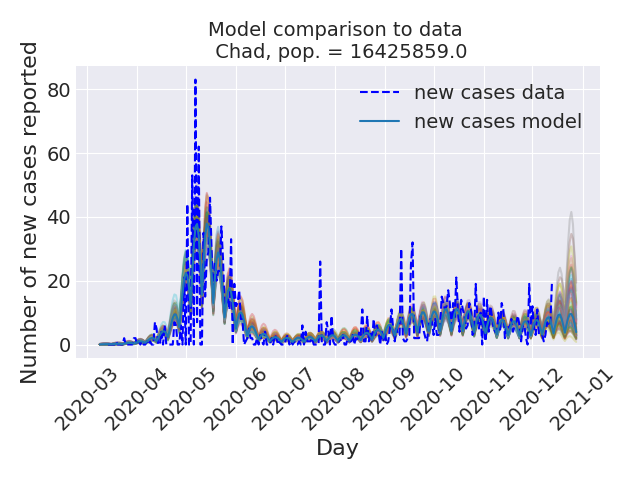 Model comparison to data
Chad, pop. = 16425859.0
Number of new cases reported
80
60
40
20
0
new cases data
new cases model
2020-03
2020-04
2020-05
2020-06
2020-07
2020-08
2020-09
2020-10
2020-11
2020-12
2021-01
Day